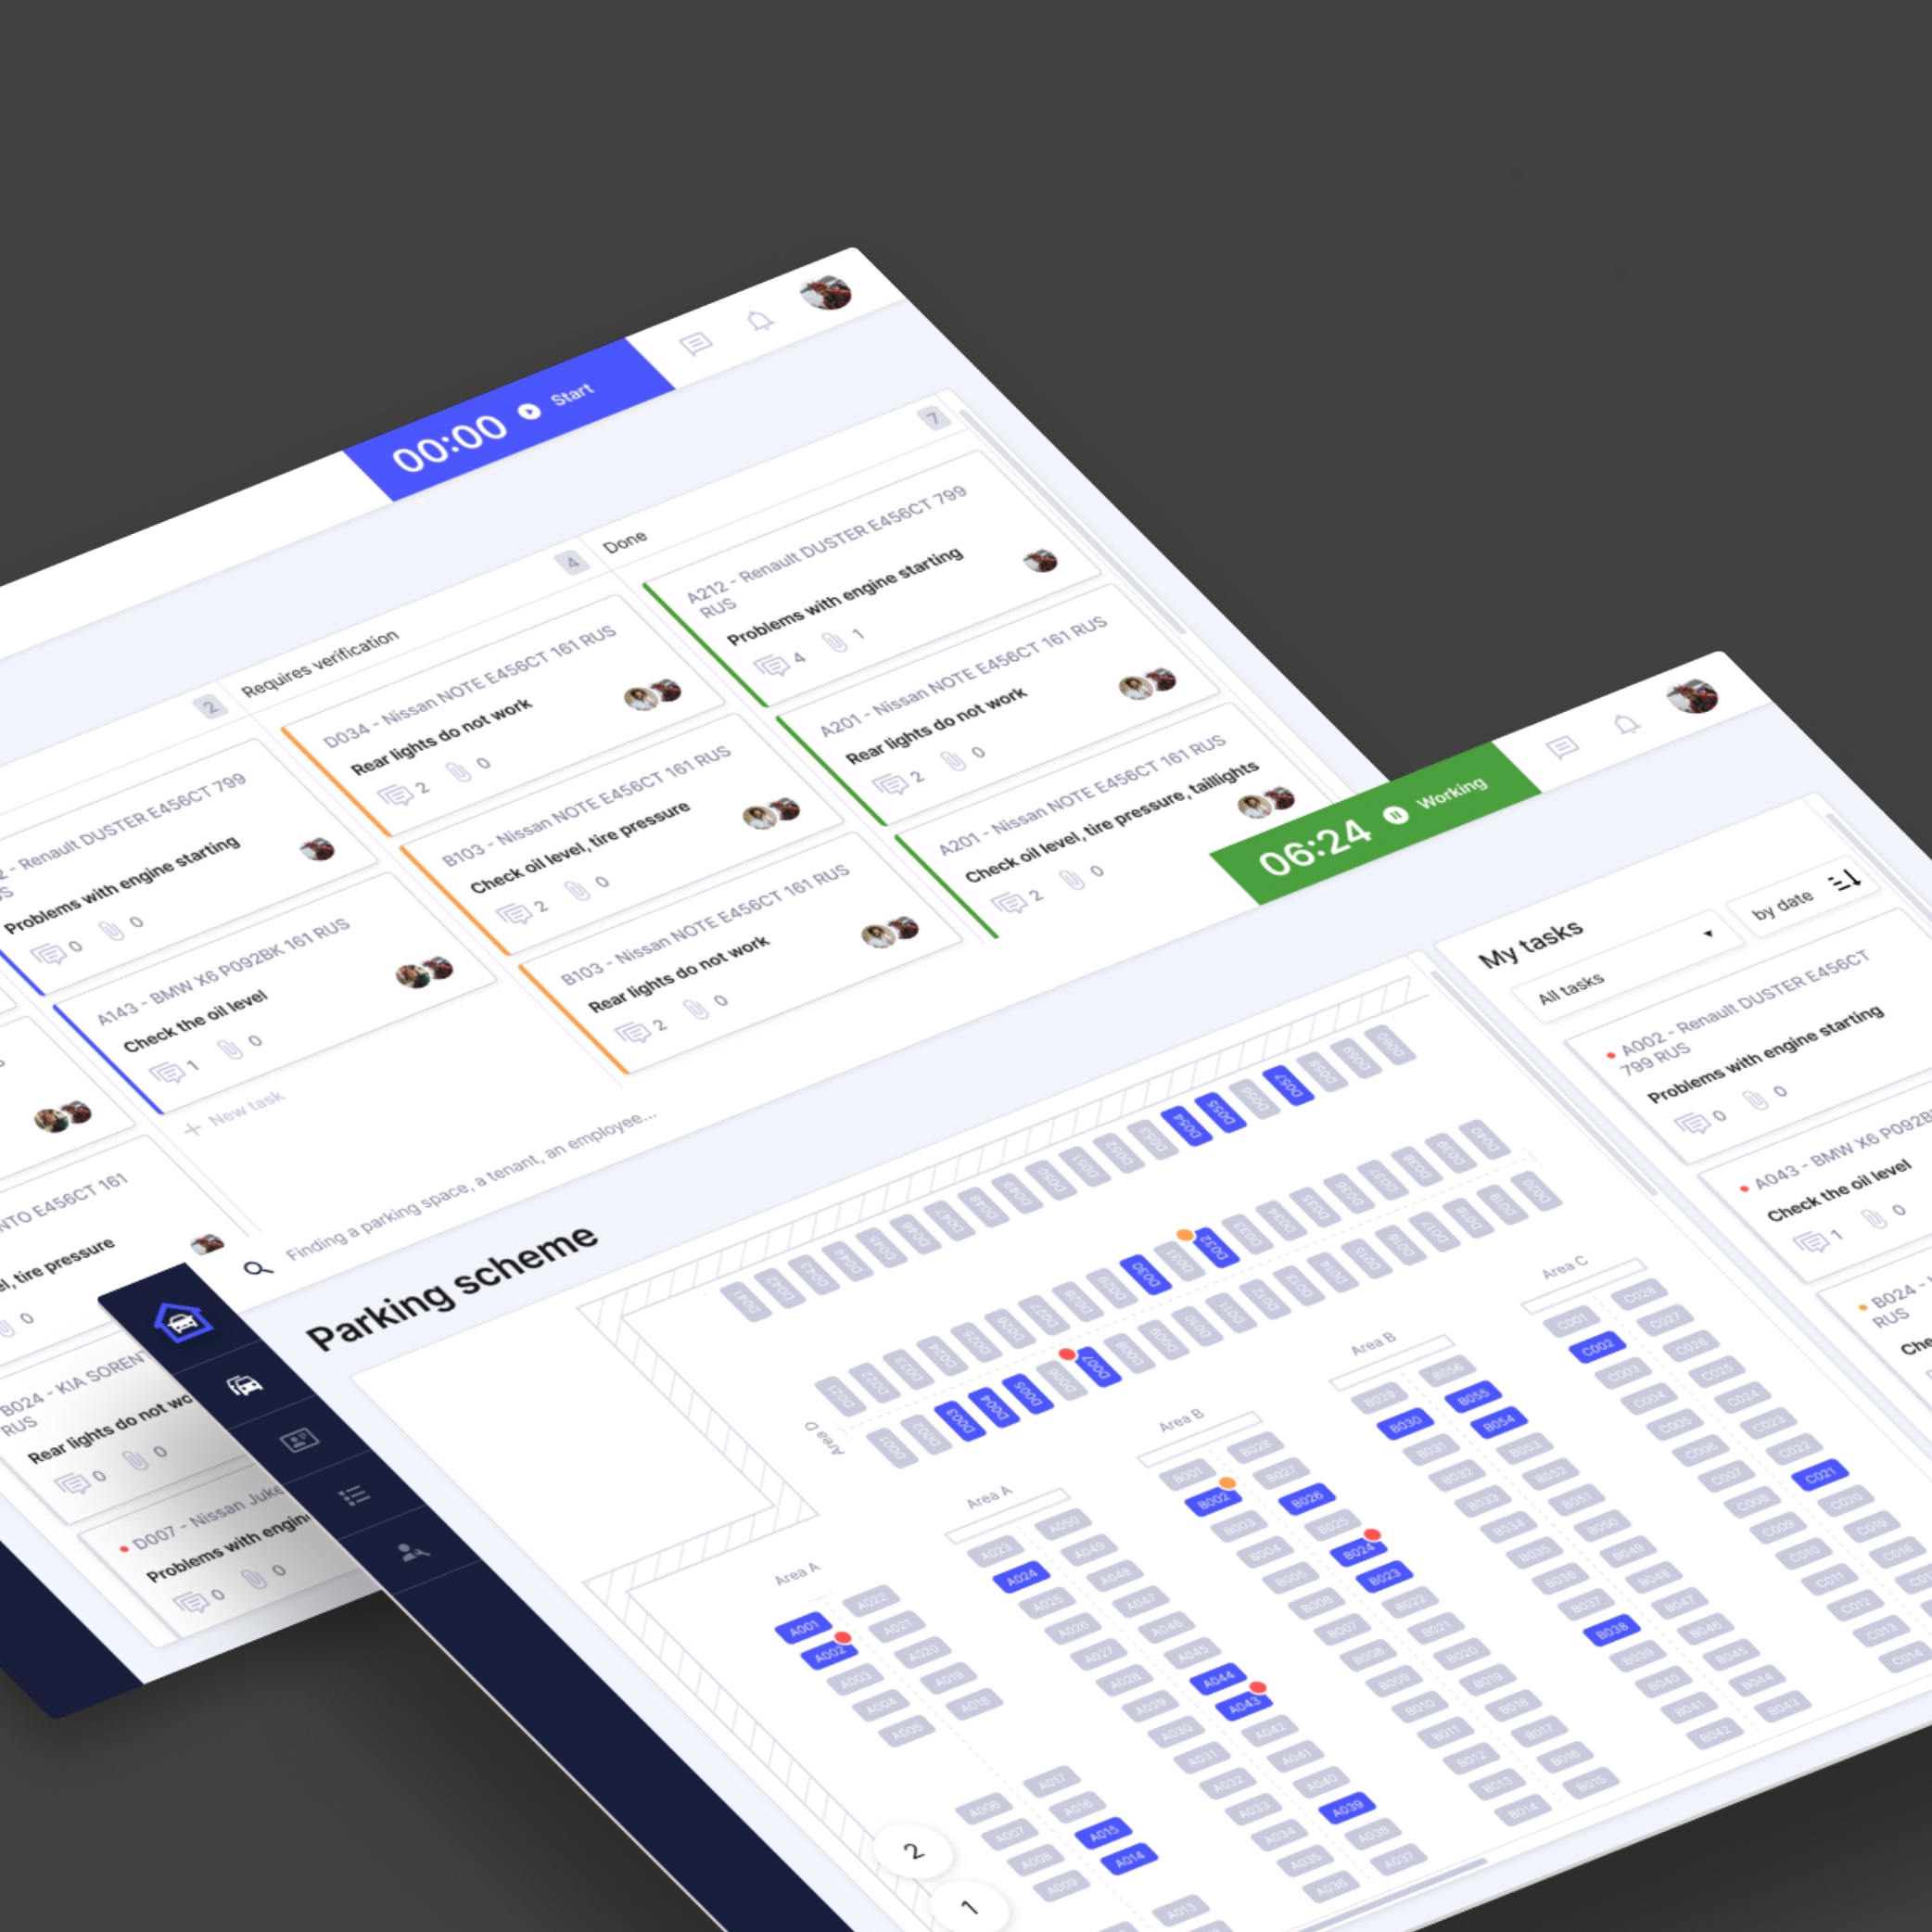 00:00
Start
2
Requires verification
4
Done
7
Renault DUSTER E456CT 799
Problems with engine starting
0
0
A143 - BMW X6 P092BK 161 RUS
Check the oil level
1
0
New task
D034 - Nissan NOTE E456CT 161 RUS
Rear lights do not work
2
0
B103 - Nissan NOTE E456CT 161 RUS
Check oil level, tire pressure
2
0
B103 - Nissan NOTE E456CT 161 RUS
Rear lights do not work
2
0
A212 - Renault DUSTER E456CT 799
RUS
Problems with engine starting
4
1
A201 - Nissan NOTE E456CT 161 RUS
Rear lights do not work
2
0
A201 - Nissan NOTE E456CT 161 RUS
Check oil level, tire pressure, taillights
2
0
E456CT 161
tire pressure
0
B024 - KIA
RUS
Rear lights do not
0
0
D007 - Nissan Juke
Problems with
0
0
Finding a parking space, a tenant, an employee...
06:24
Working
Parking scheme
D041
D042
D043
D044
D045
D046
D047
D048
D049
D050
D051
D052
D053
D054
D055
D056
D057
D058
D059
D060
D021
D022
D023
D024
D025
D026
D027
D028
D029
D030
D031
D032
D033
D034
D035
D036
D037
D038
D039
D040
Area D
D001
D002
D003
D004
D005
D006
D007
D008
D009
D010
D011
D012
D013
D014
D015
D016
D017
D018
D019
D020
Area A
A001
A002
A003
A004
A005
A022
A021
A020
A019
A018
A006
A007
A008
A009
A017
A016
A015
A014
A013
Area A
A023
A024
A025
A026
A027
A028
A029
A030
A031
A032
A033
A034
A035
A036
A050
A049
A048
A047
A046
A045
A044
A043
A042
A041
A040
A039
A038
A037
Area B
B001
B002
B003
B004
B005
B006
B007
B008
B009
B010
B011
B012
B013
B014
B028
B027
B026
B025
B024
B023
B022
B021
B020
B019
B018
B017
B016
B015
Area B
B029
B030
B031
B032
B033
B034
B035
B036
B037
B038
B039
B040
B041
B042
B056
B055
B054
B053
B052
B051
B050
B049
B048
B047
B046
B045
B044
B043
Area C
C001
C002
C003
C004
C005
C006
C007
C008
C009
C010
C011
C012
C013
C014
C028
C027
C026
C025
C024
C023
C022
C021
C020
C019
C018
2
1
My tasks
All tasks
by date
A002 - Renault DUSTER E456CT
799 RUS
Problems with engine starting
0
0
A043 - BMW X6
Check the oil level
1
0
B024 -
RUS